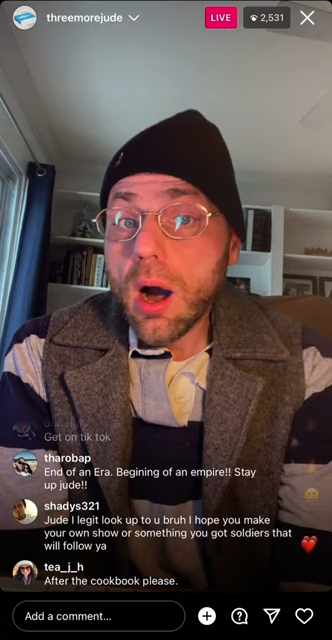 threemorejude
LIVE
2,531
Get on tik tok
tharobap
End of an Era. Begining of an empire!! Stay
up jude!!
shadys321
Jude I legit look up to u bruh I hope you make
your own show or something you got soldiers that
will follow ya
tea_j_h
After the cookbook please.
Add a comment...